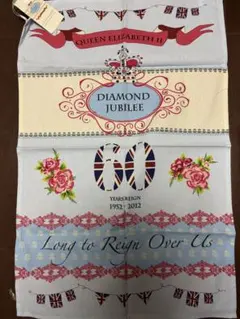 QUEEN ELIZABETH II
DIAMOND
JUBILEE
60
YEARS REIGN
1952 - 2012
Long to Reign Over Us